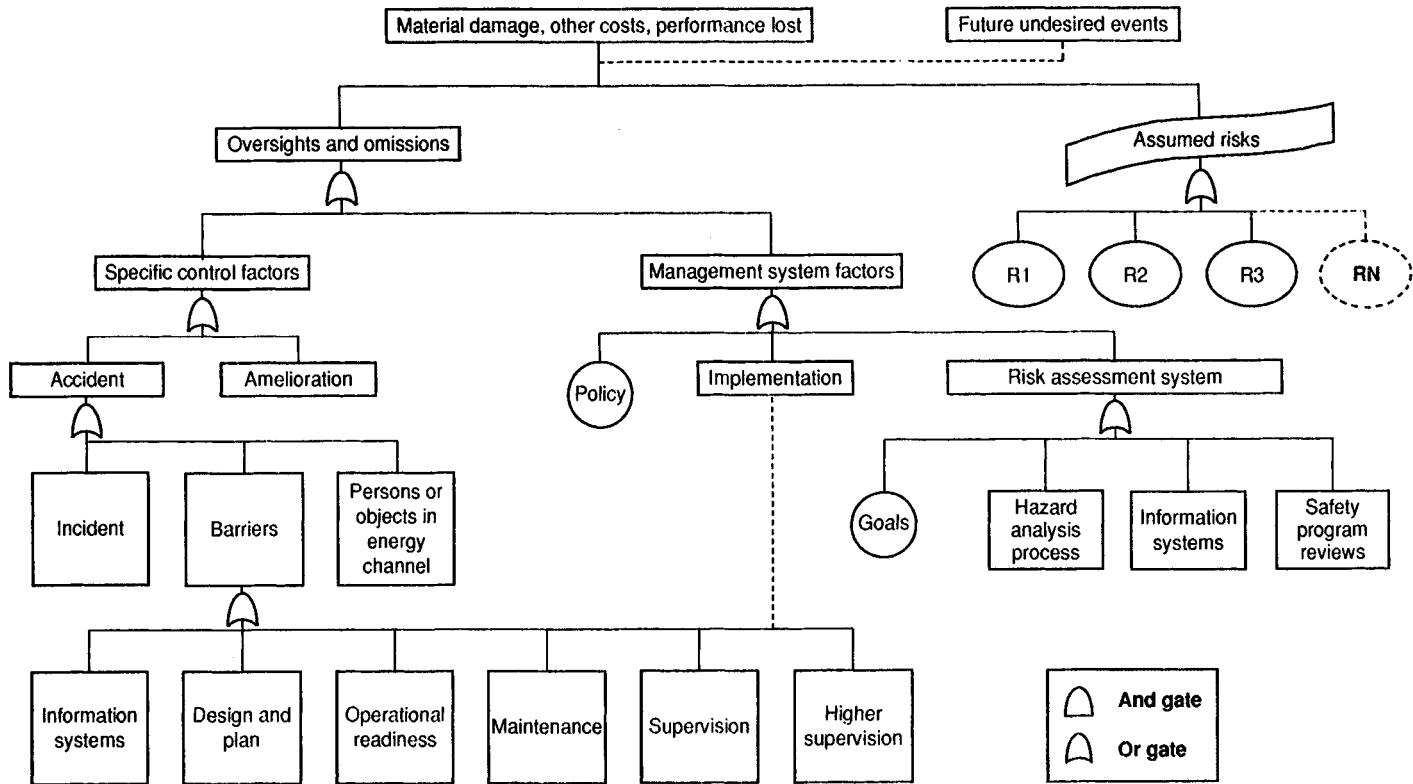 Material damage, other costs, performance lost
Future undesired events
Oversights and omissions
Assumed risks
Specific control factors
Management system factors
R1
R2
R3
RN
Accident
Amelioration
Policy
Implementation
Risk assessment system
Incident
Barriers
Persons or
objects in
energy
channel
Goals
Hazard
analysis
process
Information
systems
Safety
program
reviews
Information
systems
Design and
plan
Operational
readiness
Maintenance
Supervision
Higher
supervision
And gate
Or gate